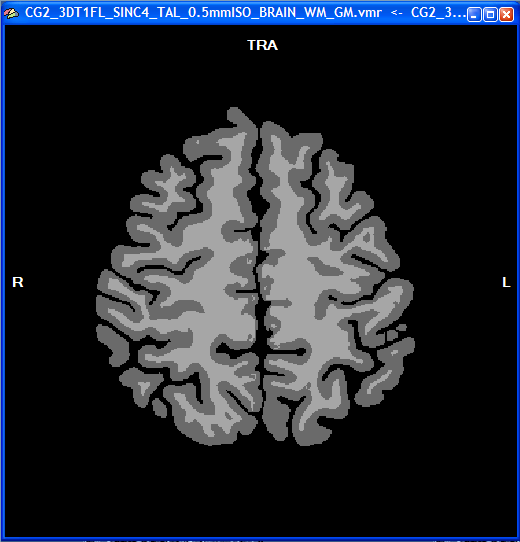 CG2_3DT1FL_SINC4_TAL_0.5mmISO_BRAIN_WM_GM.vmr <- CG2_3...
TRA
R L